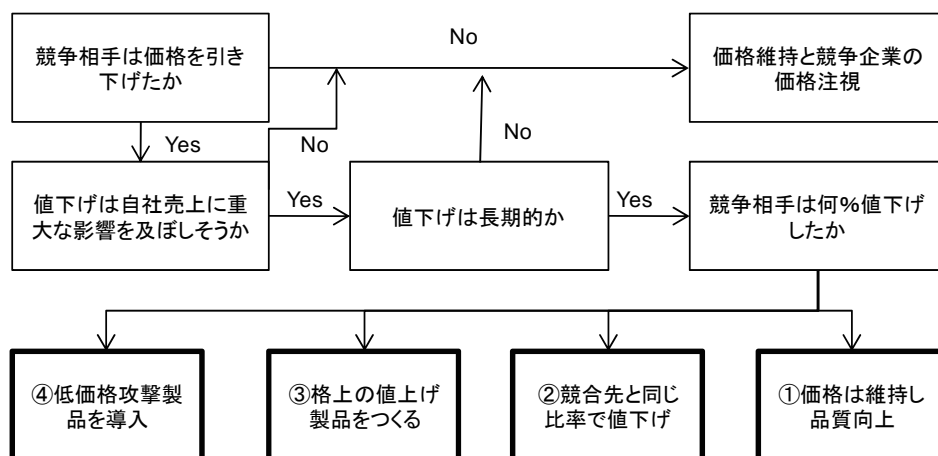 競争相手は価格を引き
下げたか
No
価格維持と競争企業の
価格注視
Yes
No
No
値下げは自社売上に重
大な影響を及ぼしそうか
Yes
値下げは長期的か
Yes
競争相手は何%値下げ
したか
④低価格攻撃製
品を導入
③格上の値上げ
製品をつくる
②競合先と同じ
比率で値下げ
①価格は維持し
品質向上